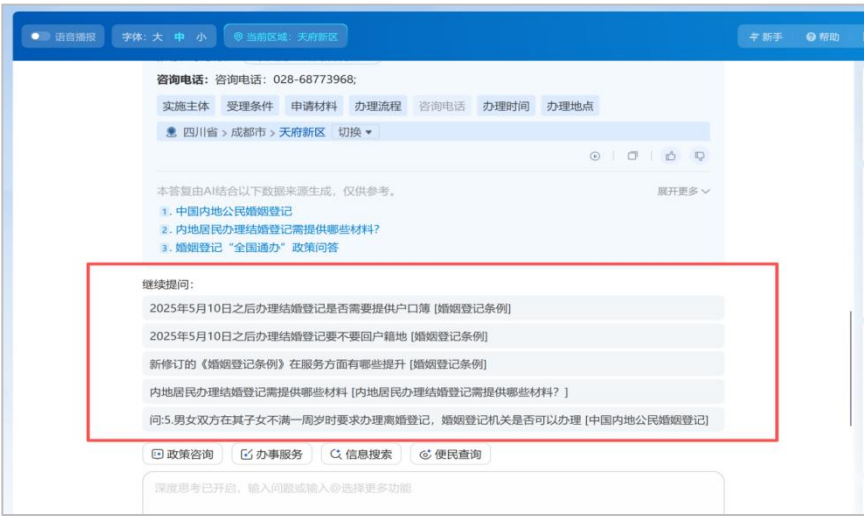 语音播报 字体：大 中 小 当前区域：天府新区 新手 帮助
咨询电话：咨询电话：028-68773968;
实施主体 受理条件 申请材料 办理流程 咨询电话 办理时间 办理地点
四川省 > 成都市 > 天府新区 切换
本答复由AI结合以下数据来源生成，仅供参考。 展开更多
1. 中国内地公民婚姻登记
2. 内地居民办理结婚登记需提供哪些材料?
3. 婚姻登记“全国通办”政策问答
继续提问：
2025年5月10日之后办理结婚登记是否需要提供户口簿 [婚姻登记条例]
2025年5月10日之后办理结婚登记要不要回户籍地 [婚姻登记条例]
新修订的《婚姻登记条例》在服务方面有哪些提升 [婚姻登记条例]
内地居民办理结婚登记需提供哪些材料 [内地居民办理结婚登记需提供哪些材料？]
问:5.男女双方在其子女不满一周岁时要求办理离婚登记，婚姻登记机关是否可以办理 [中国内地公民婚姻登记]
政策咨询 办事服务 信息搜索 便民查询
深度思考已开启，输入问题或输入@选择更多功能